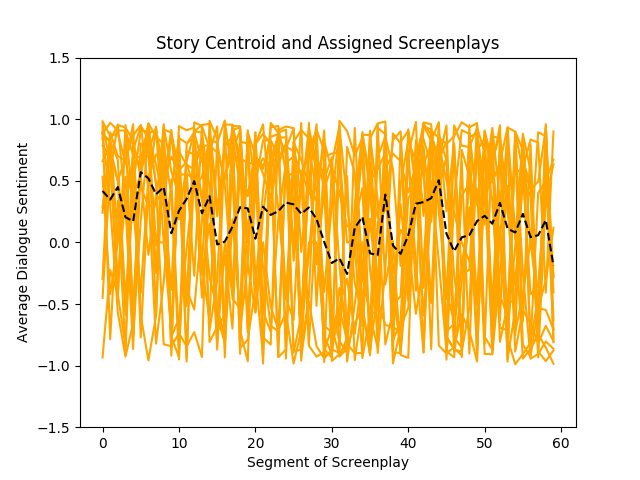 Story Centroid and Assigned Screenplays
1.5
1.0
0.5
0.0
−0.5
−1.0
−1.5
Average Dialogue Sentiment
0 10 20 30 40 50 60
Segment of Screenplay